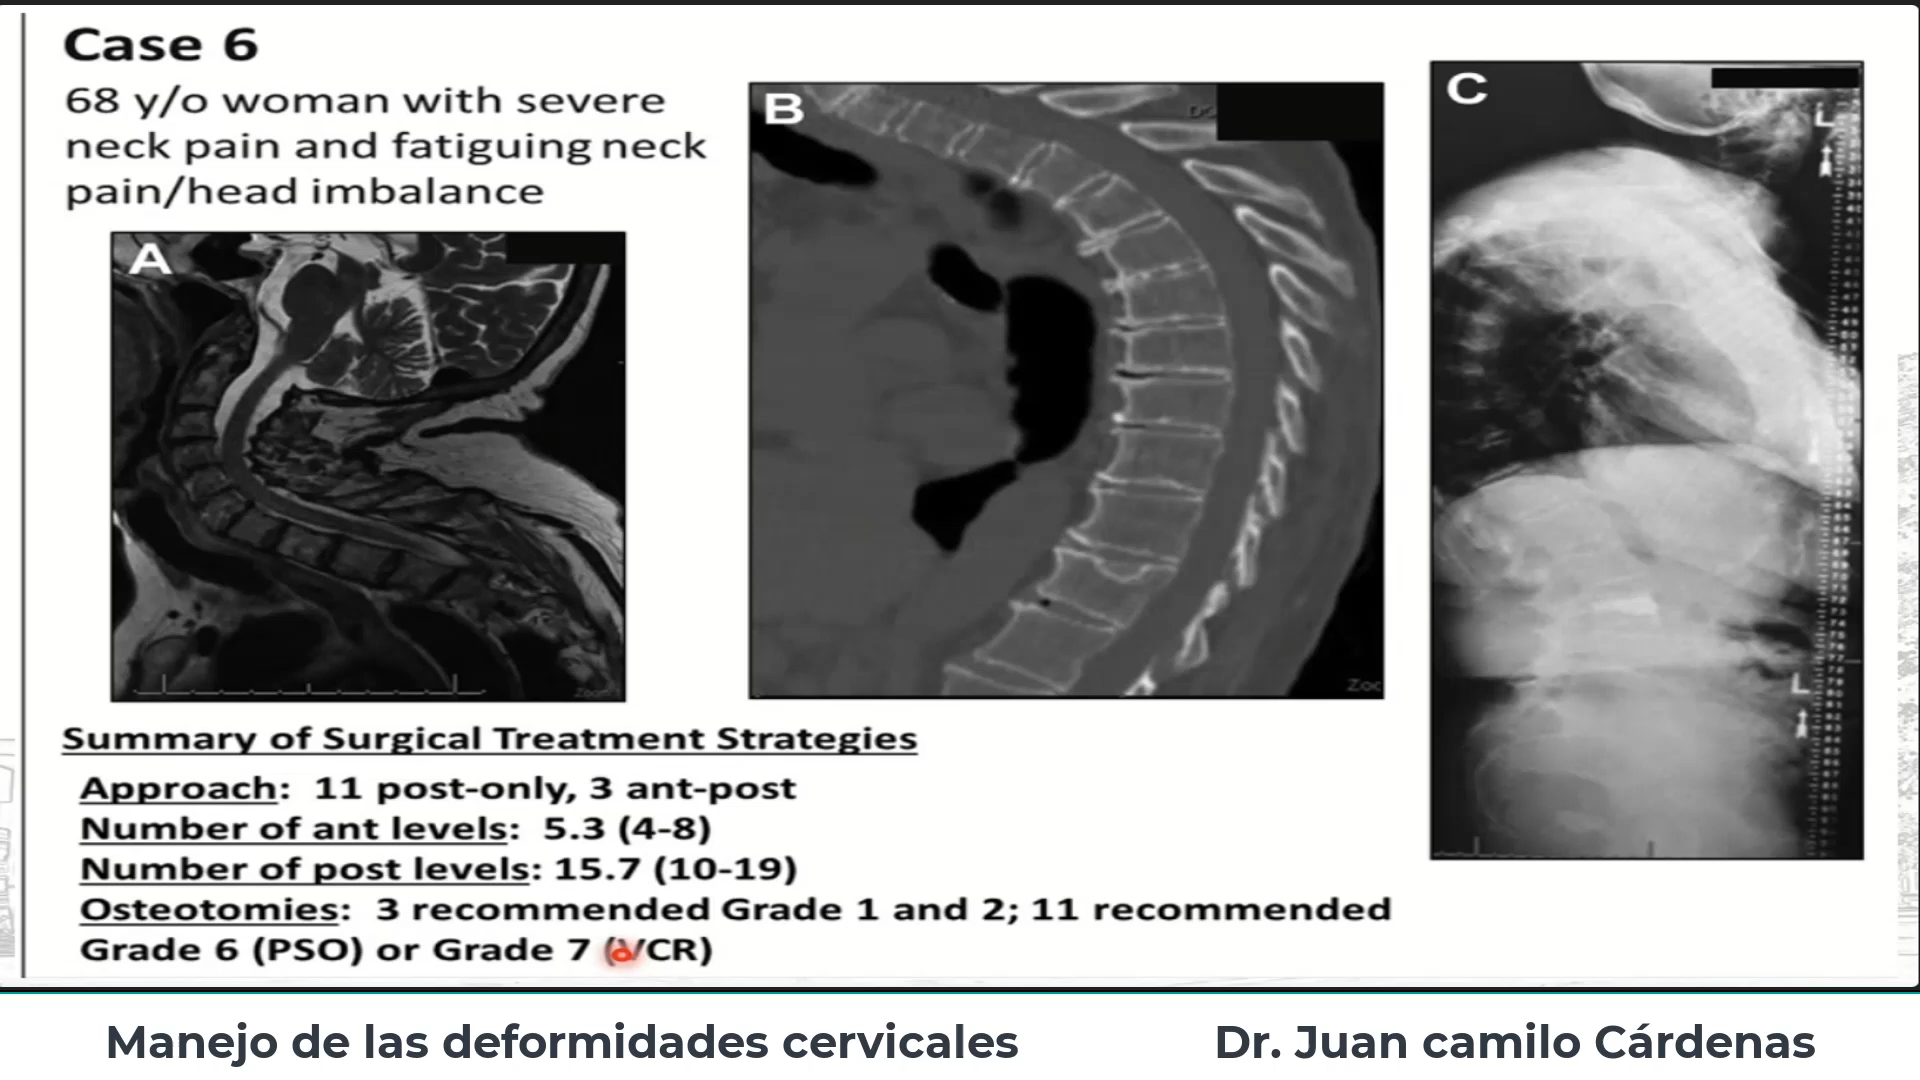 Case 6
68 y/o woman with severe
neck pain and fatiguing neck
pain/head imbalance
A
B
C
L
L
Zoom
Zoo
Summary of Surgical Treatment Strategies
Approach: 11 post-only, 3 ant-post
Number of ant levels: 5.3 (4-8)
Number of post levels: 15.7 (10-19)
Osteotomies: 3 recommended Grade 1 and 2; 11 recommended
Grade 6 (PSO) or Grade 7 (VCR)
Manejo de las deformidades cervicales
Dr. Juan camilo Cárdenas